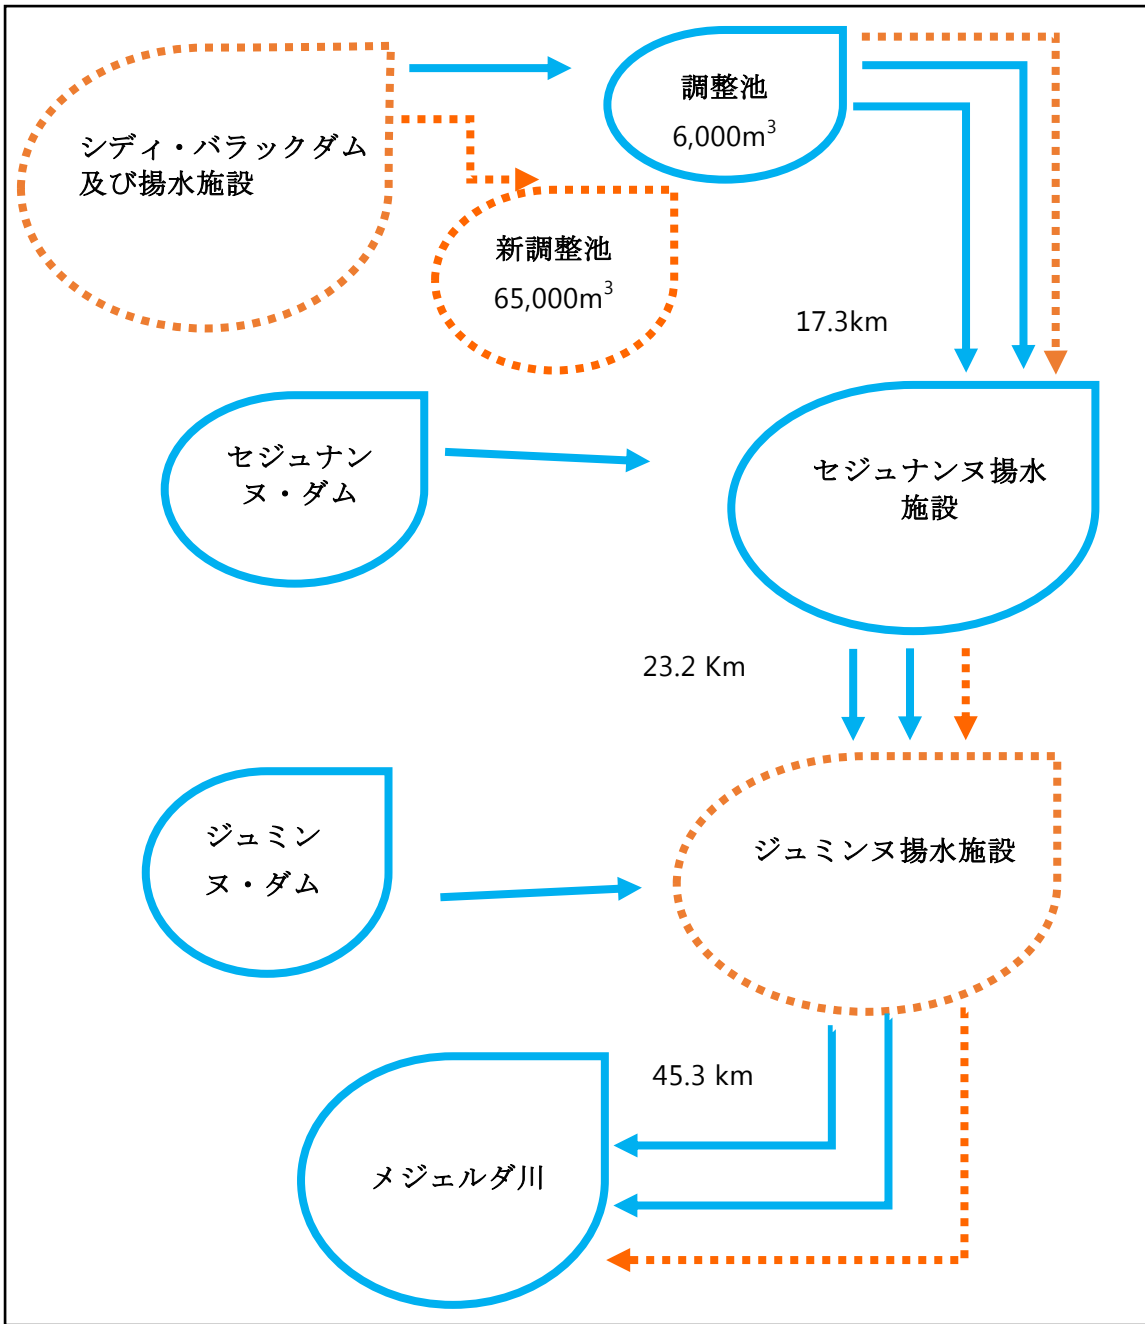 調整池
6,000m³
シディ・バラックダム
及び揚水施設
新調整池
65,000m³
17.3km
セジュナン
ヌ・ダム
セジュナンヌ揚水
施設
23.2 Km
ジュミン
ヌ・ダム
ジュミンヌ揚水施設
45.3 km
メジェルダ川